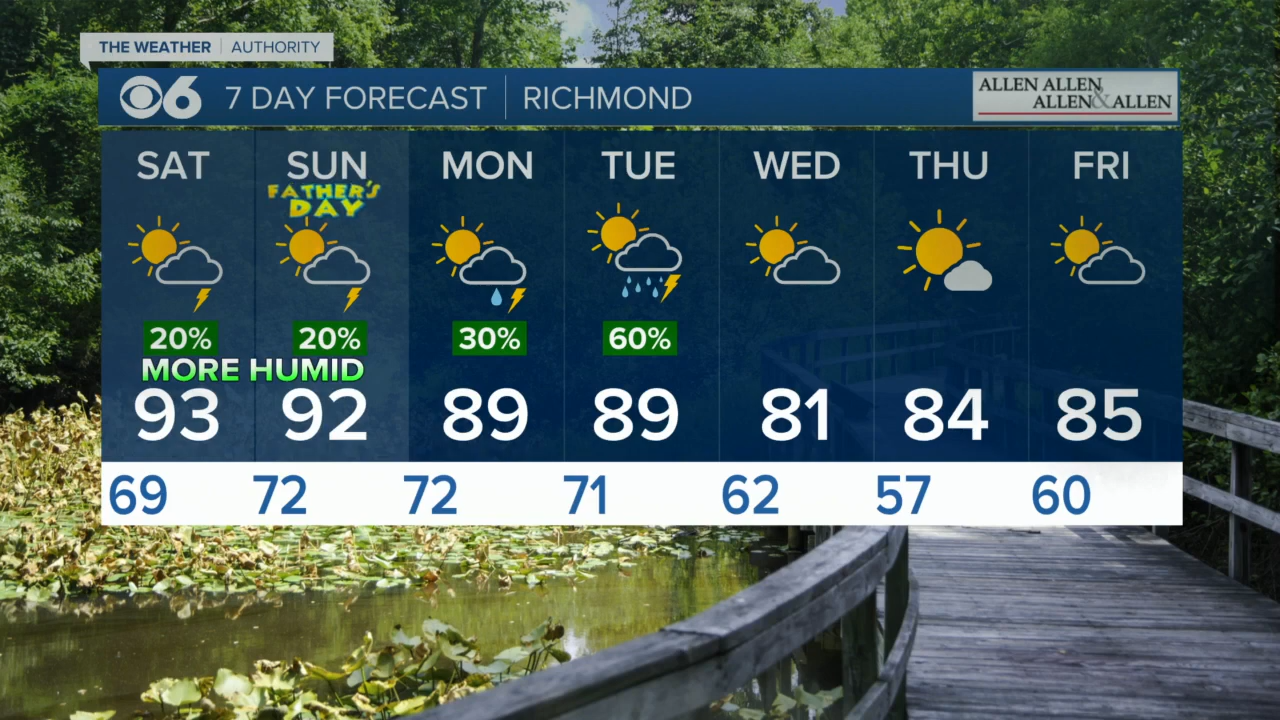 THE WEATHER | AUTHORITY
6 7 DAY FORECAST | RICHMOND
ALLEN ALLEN
ALLEN & ALLEN
SAT SUN MON TUE WED THU FRI
FATHER'S
DAY
20% 20% 30% 60%
MORE HUMID
93 92 89 89 81 84 85
69 72 72 71 62 57 60